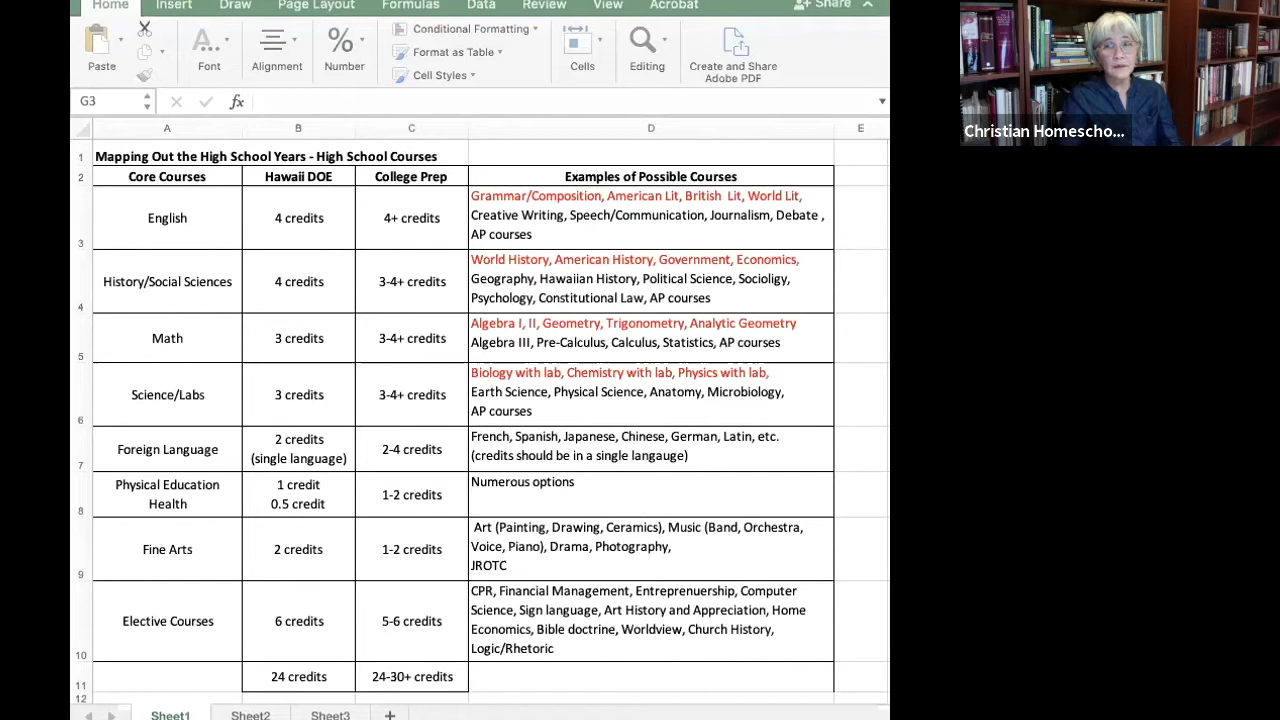 Home Insert Draw Page Layout Formulas Data Review View Acrobat Share
Paste Font Alignment Number Conditional Formatting Format as Table Cell Styles Cells Editing Create and Share Adobe PDF
G3 fx
A B C D E
1 Mapping Out the High School Years - High School Courses
2 Core Courses Hawaii DOE College Prep Examples of Possible Courses
Grammar/Composition, American Lit, British Lit, World Lit,
English 4 credits 4+ credits Creative Writing, Speech/Communication, Journalism, Debate ,
3 AP courses
World History, American History, Government, Economics,
History/Social Sciences 4 credits 3-4+ credits Geography, Hawaiian History, Political Science, Socioligy,
4 Psychology, Constitutional Law, AP courses
Algebra I, II, Geometry, Trigonometry, Analytic Geometry
Math 3 credits 3-4+ credits Algebra III, Pre-Calculus, Calculus, Statistics, AP courses
5
Biology with lab, Chemistry with lab, Physics with lab,
Science/Labs 3 credits 3-4+ credits Earth Science, Physical Science, Anatomy, Microbiology,
6 AP courses
2 credits French, Spanish, Japanese, Chinese, German, Latin, etc.
Foreign Language (single language) 2-4 credits (credits should be in a single langauge)
7
Physical Education 1 credit Numerous options
Health 0.5 credit 1-2 credits
8
Art (Painting, Drawing, Ceramics), Music (Band, Orchestra,
Fine Arts 2 credits 1-2 credits Voice, Piano), Drama, Photography,
9 JROTC
CPR, Financial Management, Entreprenuership, Computer
Science, Sign language, Art History and Appreciation, Home
Elective Courses 6 credits 5-6 credits Economics, Bible doctrine, Worldview, Church History,
10 Logic/Rhetoric
11 24 credits 24-30+ credits
12
Sheet1 Sheet2 Sheet3 +
Christian Homescho...